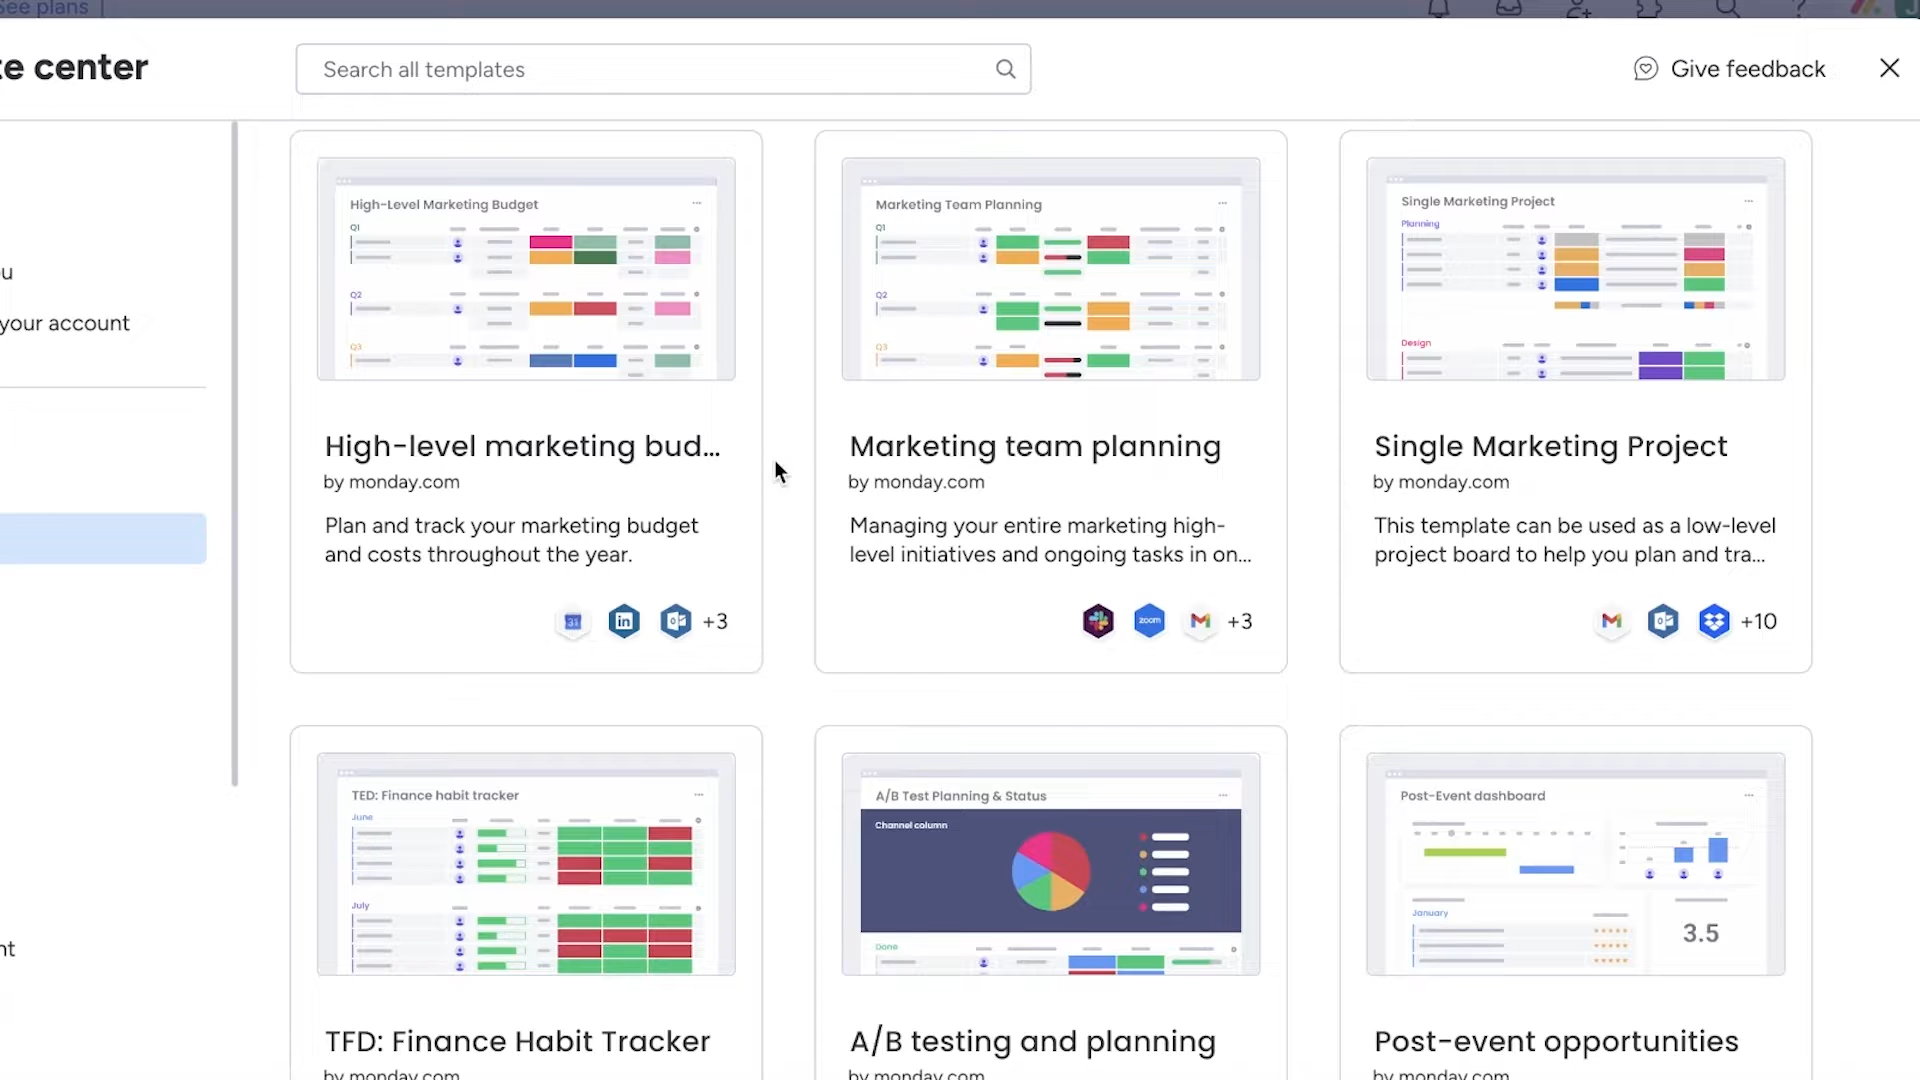 See plans
te center
Search all templates
Give feedback
u
your account
nt
High-Level Marketing Budget
Q1
Q2
Q3
High-level marketing bud...
by monday.com
Plan and track your marketing budget
and costs throughout the year.
31
in
+3
Marketing Team Planning
Q1
Q2
Q3
Marketing team planning
by monday.com
Managing your entire marketing high-
level initiatives and ongoing tasks in on...
zoom
+3
Single Marketing Project
Planning
Design
Single Marketing Project
by monday.com
This template can be used as a low-level
project board to help you plan and tra...
+10
TED: Finance habit tracker
June
July
TFD: Finance Habit Tracker
by monday.com
A/B Test Planning & Status
Channel column
Done
A/B testing and planning
by monday.com
Post-Event dashboard
January
3.5
Post-event opportunities
by monday.com